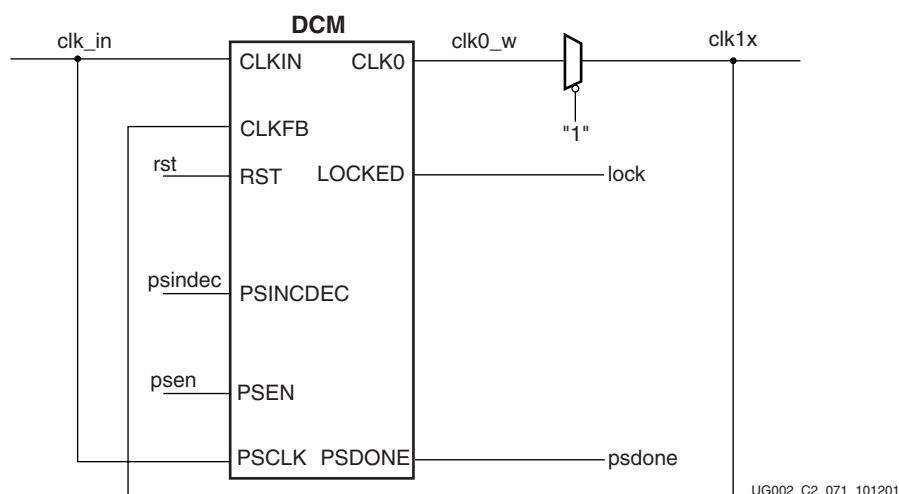 DCM
clk_in
clk0_w
clk1x
CLKIN
CLK0
CLKFB
"1"
rst
RST
LOCKED
lock
psindec
PSINCDEC
psen
PSEN
PSCLK
PSDONE
psdone
UG002_C2_071_101201